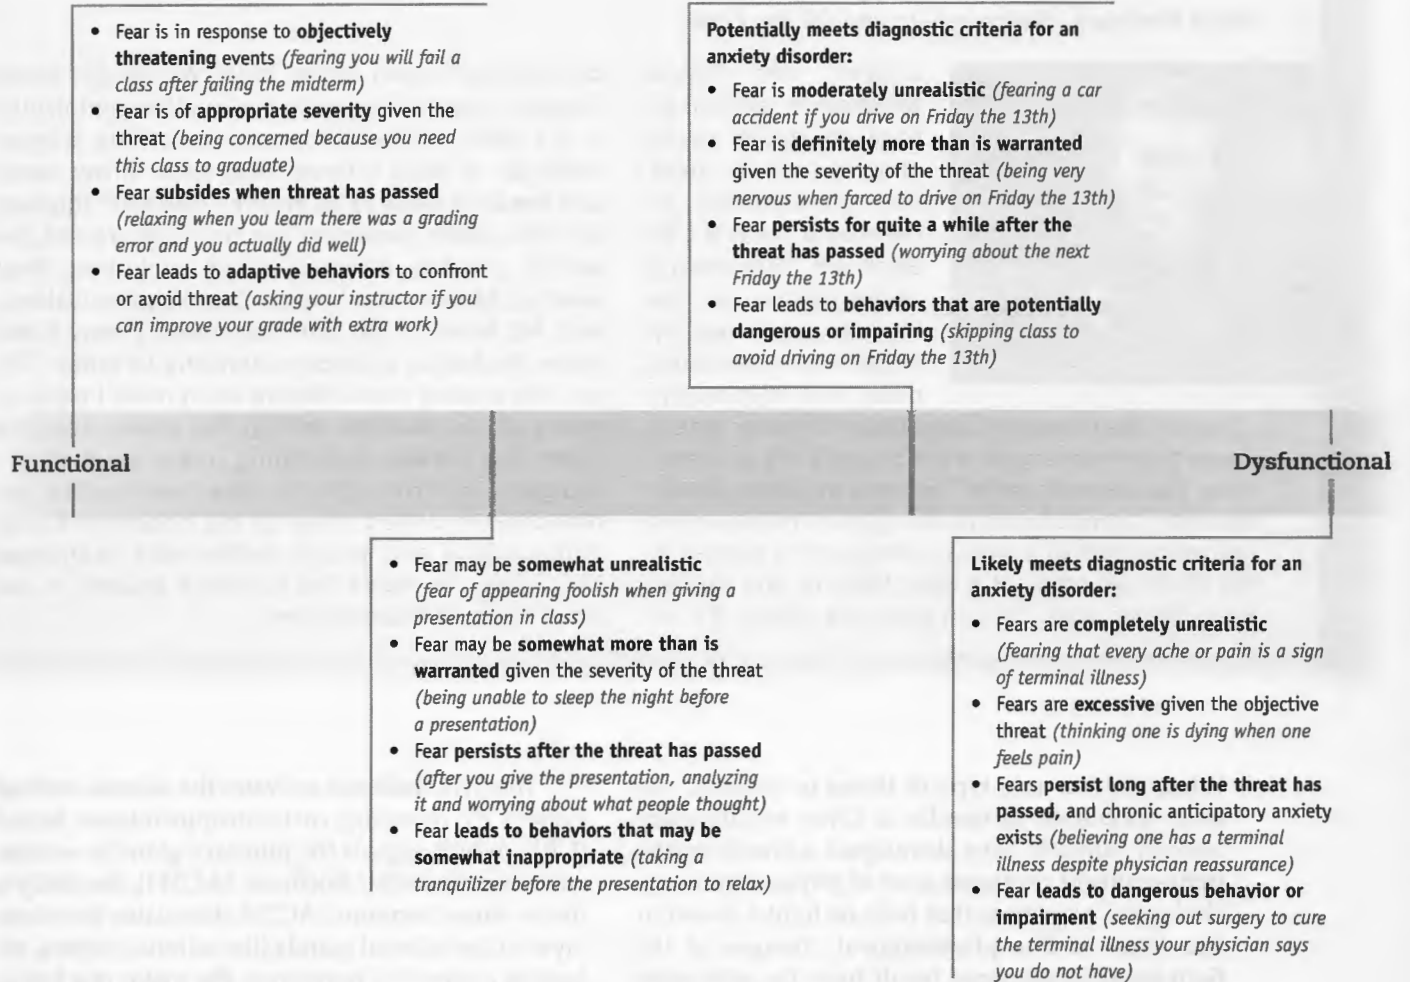 • Fear is in response to objectively
threatening events (fearing you will fail a
class after failing the midterm)
• Fear is of appropriate severity given the
threat (being concerned because you need
this class to graduate)
• Fear subsides when threat has passed
(relaxing when you learn there was a grading
error and you actually did well)
• Fear leads to adaptive behaviors to confront
or avoid threat (asking your instructor if you
can improve your grade with extra work)
Potentially meets diagnostic criteria for an
anxiety disorder:
• Fear is moderately unrealistic (fearing a car
accident if you drive on Friday the 13th)
• Fear is definitely more than is warranted
given the severity of the threat (being very
nervous when forced to drive on Friday the 13th)
• Fear persists for quite a while after the
threat has passed (worrying about the next
Friday the 13th)
• Fear leads to behaviors that are potentially
dangerous or impairing (skipping class to
avoid driving on Friday the 13th)
Functional
Dysfunctional
• Fear may be somewhat unrealistic
(fear of appearing foolish when giving a
presentation in class)
• Fear may be somewhat more than is
warranted given the severity of the threat
(being unable to sleep the night before
a presentation)
• Fear persists after the threat has passed
(after you give the presentation, analyzing
it and worrying about what people thought)
• Fear leads to behaviors that may be
somewhat inappropriate (taking a
tranquilizer before the presentation to relax)
Likely meets diagnostic criteria for an
anxiety disorder:
• Fears are completely unrealistic
(fearing that every ache or pain is a sign
of terminal illness)
• Fears are excessive given the objective
threat (thinking one is dying when one
feels pain)
• Fears persist long after the threat has
passed, and chronic anticipatory anxiety
exists (believing one has a terminal
illness despite physician reassurance)
• Fear leads to dangerous behavior or
impairment (seeking out surgery to cure
the terminal illness your physician says
you do not have)